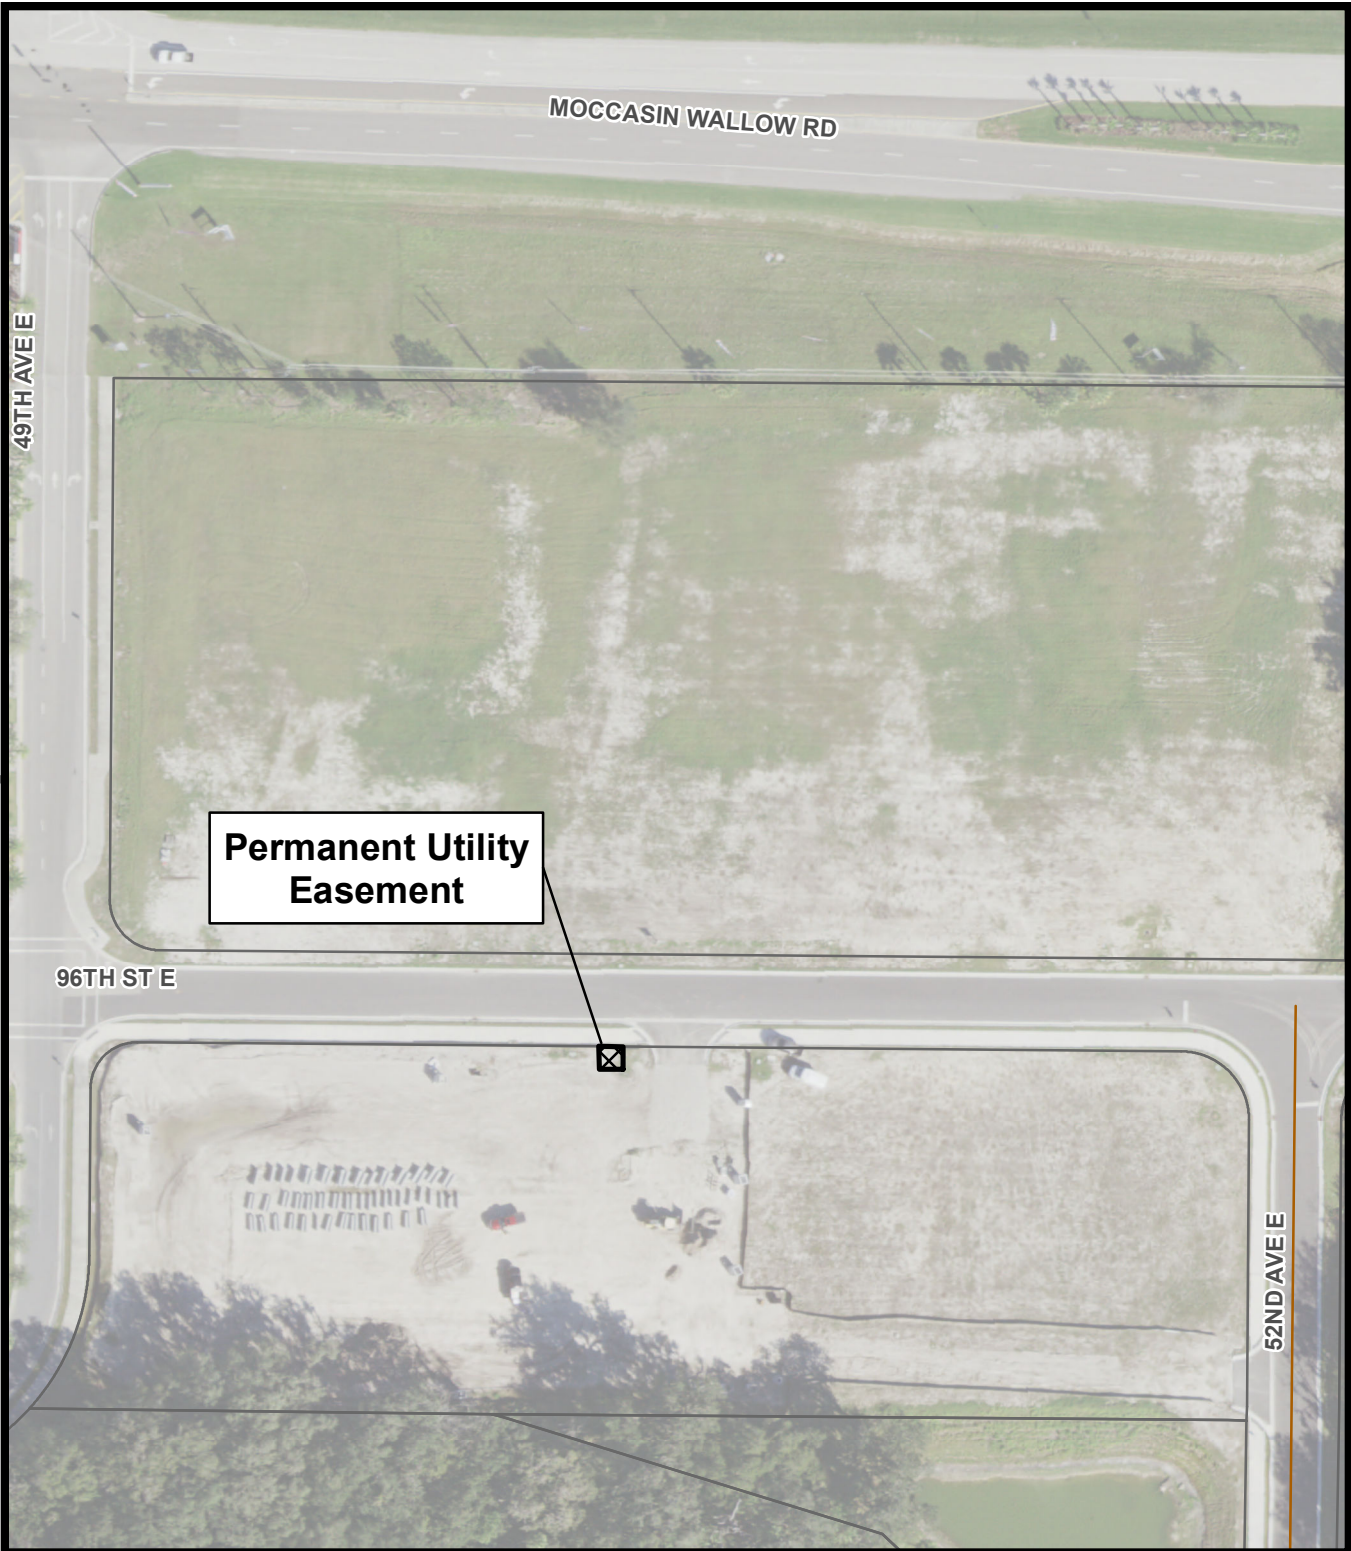 MOCCASIN WALLOW RD
49TH AVE E
Permanent Utility
Easement
96TH ST E
52ND AVE E